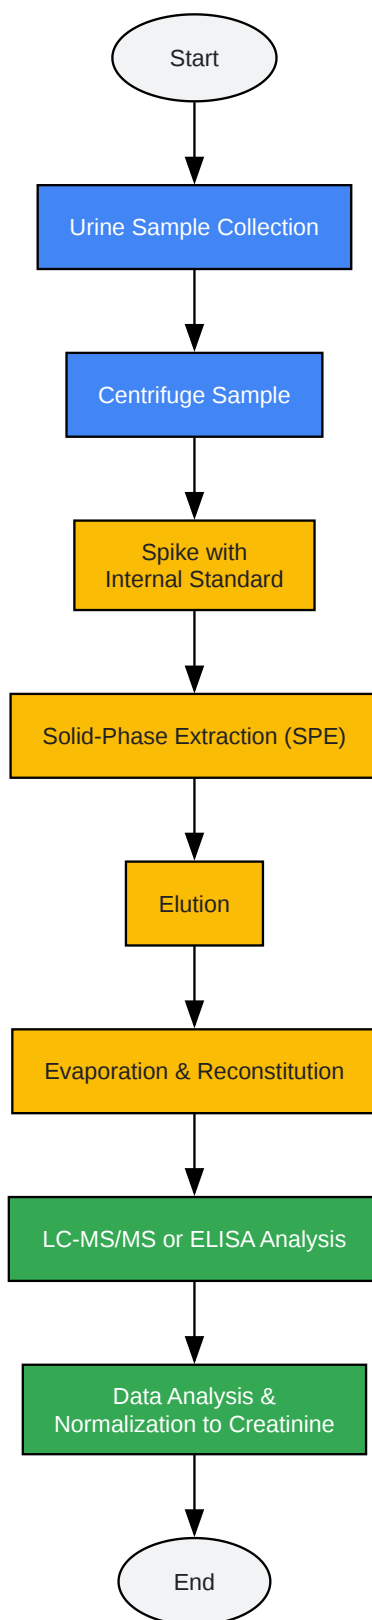 Start
Urine Sample Collection
Centrifuge Sample
Spike with
Internal Standard
Solid-Phase Extraction (SPE)
Elution
Evaporation & Reconstitution
LC-MS/MS or ELISA Analysis
Data Analysis &
Normalization to Creatinine
End